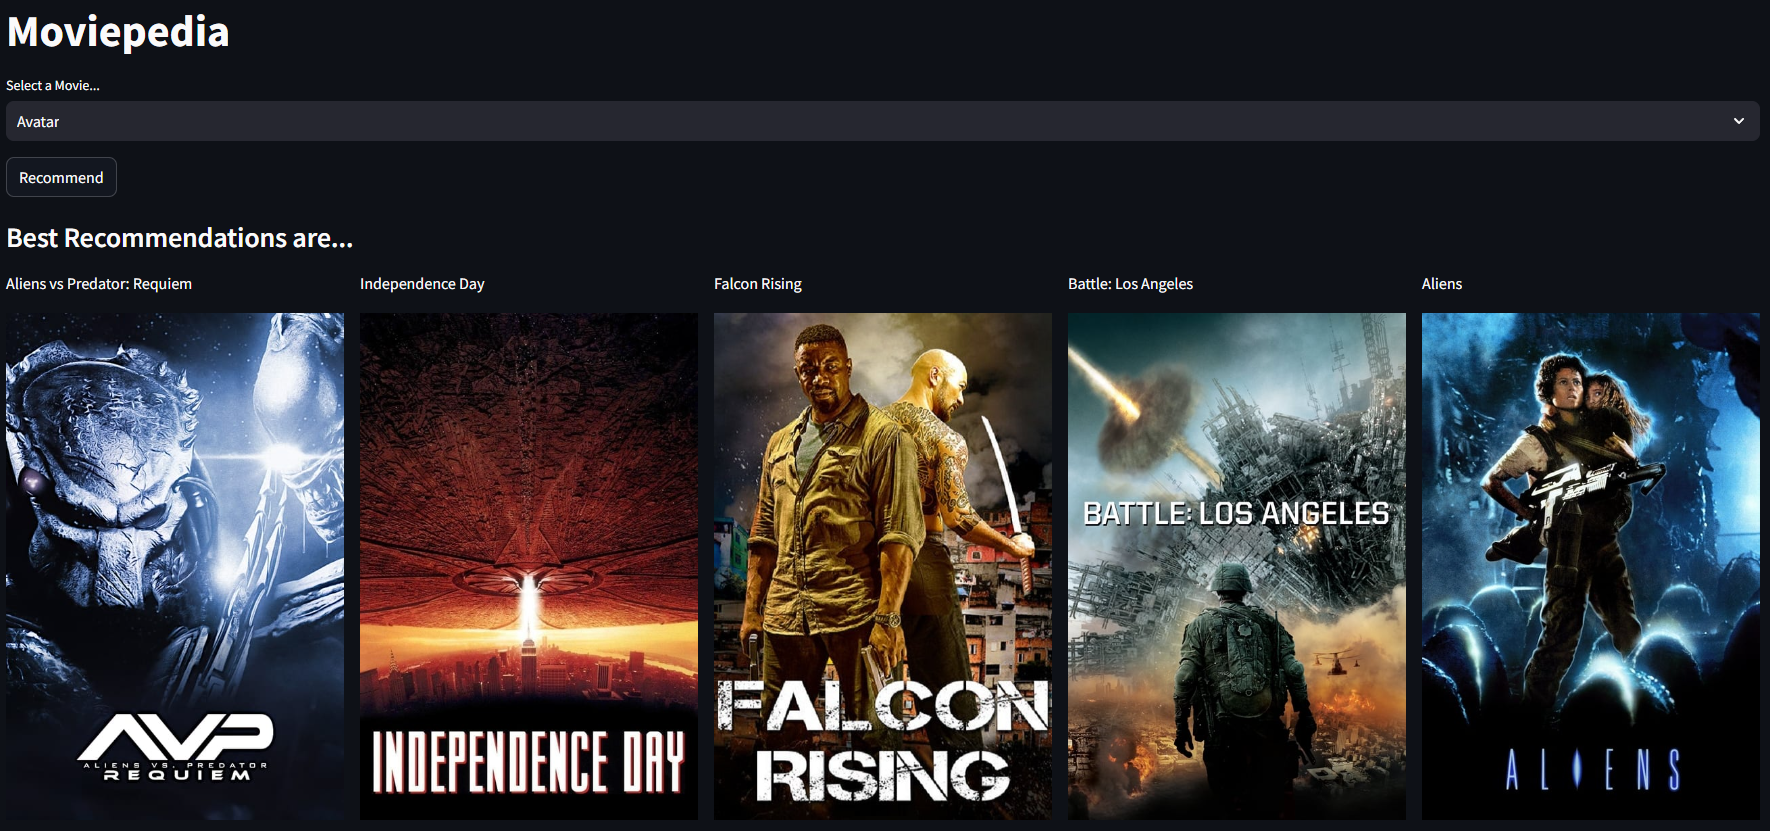 Moviepedia
Select a Movie...
Avatar
Recommend
Best Recommendations are...
Aliens vs Predator: Requiem
Independence Day
Falcon Rising
Battle: Los Angeles
Aliens
AVP
ALIENS VS. PREDATOR
REQUIEM
INDEPENDENCE DAY
FALCON
RISING
BATTLE: LOS ANGELES
ALIENS